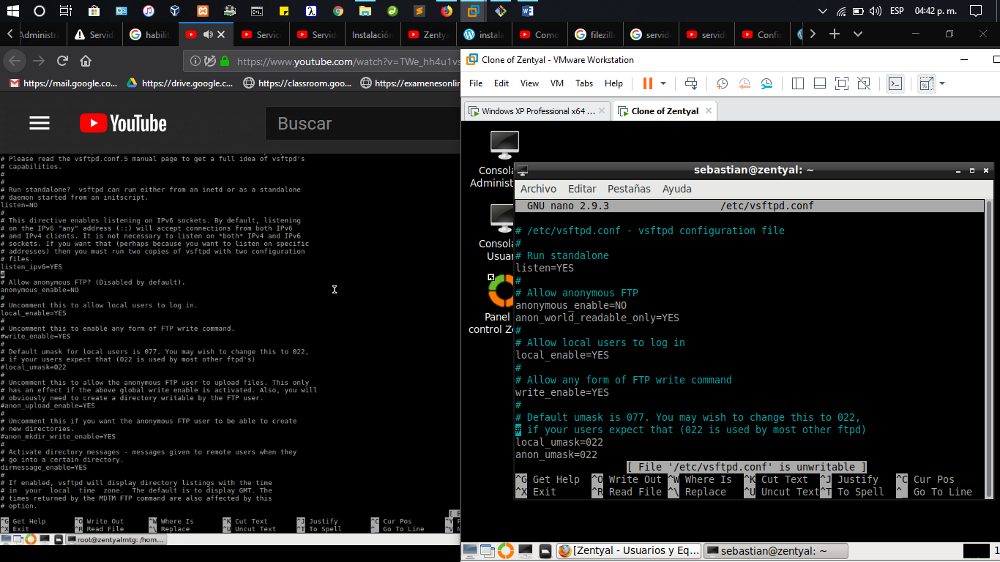 ESP 04:42 p. m.
Administra
Servid
habilit
Servic
Servid
Instalación
Zentya
instala
Como
filezilla
servid
servido
Config
https://www.youtube.com/watch?v=TWe_hh4u1vs
https://mail.google.co...
https://drive.google.c...
https://classroom.goo...
https://examenesonlin
YouTube
Buscar
# Please read the vsftpd.conf.5 manual page to get a full idea of vsftpd's
# capabilities.
#
#
# Run standalone?  vsftpd can run either from an inetd or as a standalone
# daemon started from an initscript.
listen=NO
#
# This directive enables listening on IPv6 sockets. By default, listening
# on the IPv6 "any" address (::) will accept connections from both IPv6
# and IPv4 clients. It is not necessary to listen on *both* IPv4 and IPv6
# sockets. If you want that (perhaps because you want to listen on specific
# addresses) then you must run two copies of vsftpd with two configuration
# files.
listen_ipv6=YES
#
# Allow anonymous FTP? (Disabled by default).
anonymous_enable=NO
#
# Uncomment this to allow local users to log in.
local_enable=YES
#
# Uncomment this to enable any form of FTP write command.
#write_enable=YES
#
# Default umask for local users is 077. You may wish to change this to 022,
# if your users expect that (022 is used by most other ftpd's)
#local_umask=022
#
# Uncomment this to allow the anonymous FTP user to upload files. This only
# has an effect if the above global write enable is activated. Also, you will
# obviously need to create a directory writable by the FTP user.
#anon_upload_enable=YES
#
# Uncomment this if you want the anonymous FTP user to be able to create
# new directories.
#anon_mkdir_write_enable=YES
#
# Activate directory messages - messages given to remote users when they
# go into a certain directory.
dirmessage_enable=YES
#
# If enabled, vsftpd will display directory listings with the time
# in  your  local  time  zone.  The default is to display GMT. The
# times returned by the MDTM FTP command are also affected by this
# option.
[ R
^G Get Help ^O Write Out ^W Where Is ^K Cut Text ^J Justify ^C Cur Pos ^Y P
^X Exit ^R Read File ^\ Replace ^U Uncut Text ^T To Spell ^_ Go To Line ^V N
root@zentyalmtg: /hom...
Clone of Zentyal - VMware Workstation
File Edit View VM Tabs Help
Windows XP Professional x64 ...
Clone of Zentyal
Consola
Administ
Consola
Usuar
Panel
control Ze
sebastian@zentyal: ~
Archivo Editar Pestañas Ayuda
GNU nano 2.9.3 /etc/vsftpd.conf
# /etc/vsftpd.conf - vsftpd configuration file
#
# Run standalone
listen=YES
#
# Allow anonymous FTP
anonymous_enable=NO
anon_world_readable_only=YES
#
# Allow local users to log in
local_enable=YES
#
# Allow any form of FTP write command
write_enable=YES
#
# Default umask is 077. You may wish to change this to 022,
# if your users expect that (022 is used by most other ftpd)
local_umask=022
anon_umask=022
[ File '/etc/vsftpd.conf' is unwritable ]
^G Get Help ^O Write Out ^W Where Is ^K Cut Text ^J Justify ^C Cur Pos
^X Exit ^R Read File ^\ Replace ^U Uncut Text ^T To Spell ^_ Go To Line
[Zentyal - Usuarios y Eq...
sebastian@zentyal: ~
1